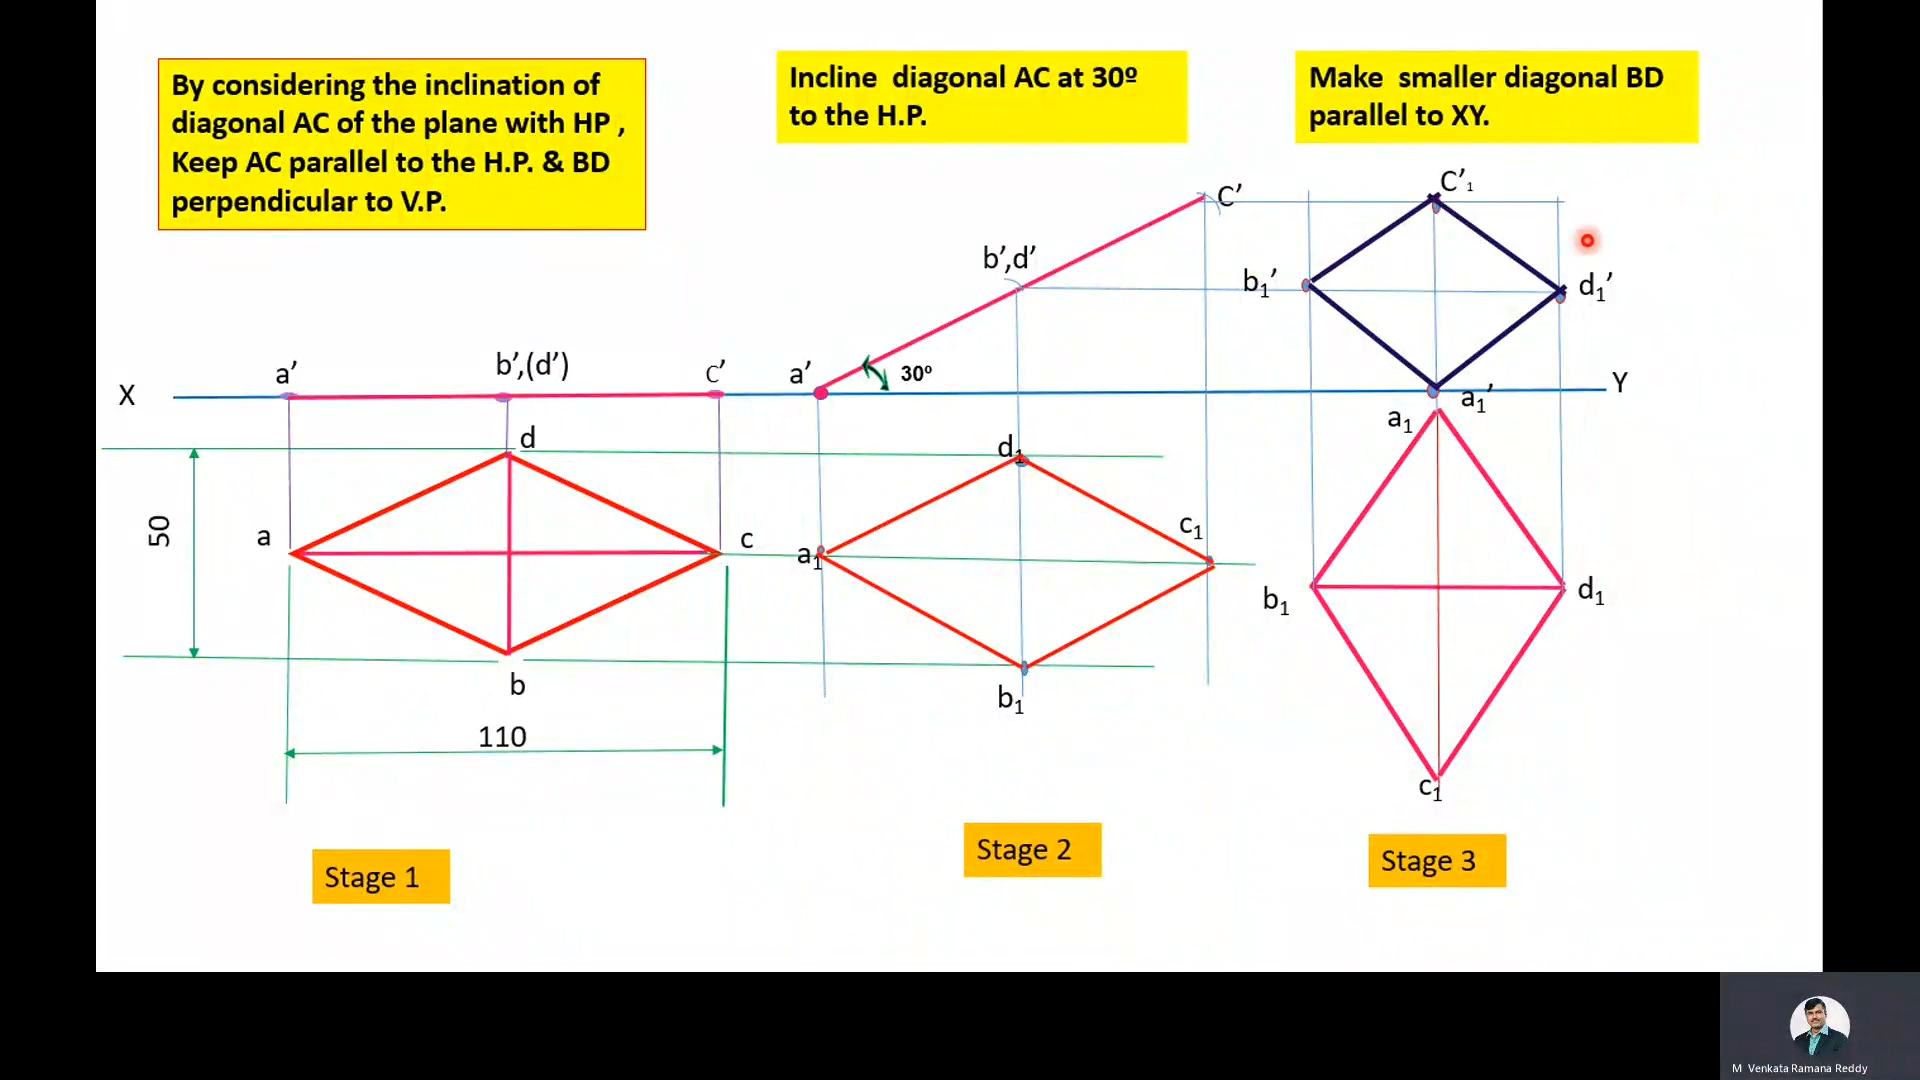 By considering the inclination of
diagonal AC of the plane with HP ,
Keep AC parallel to the H.P. & BD
perpendicular to V.P.
Incline diagonal AC at 30º
to the H.P.
Make smaller diagonal BD
parallel to XY.
C’₁
C’
b’,d’
b₁’
d₁’
a’
b’,(d’)
C’
a’
30º
X
Y
a₁’
a₁
d
d₁
50
a
c
a₁
c₁
b₁
d₁
b
b₁
110
c₁
Stage 1
Stage 2
Stage 3
M Venkata Ramana Reddy